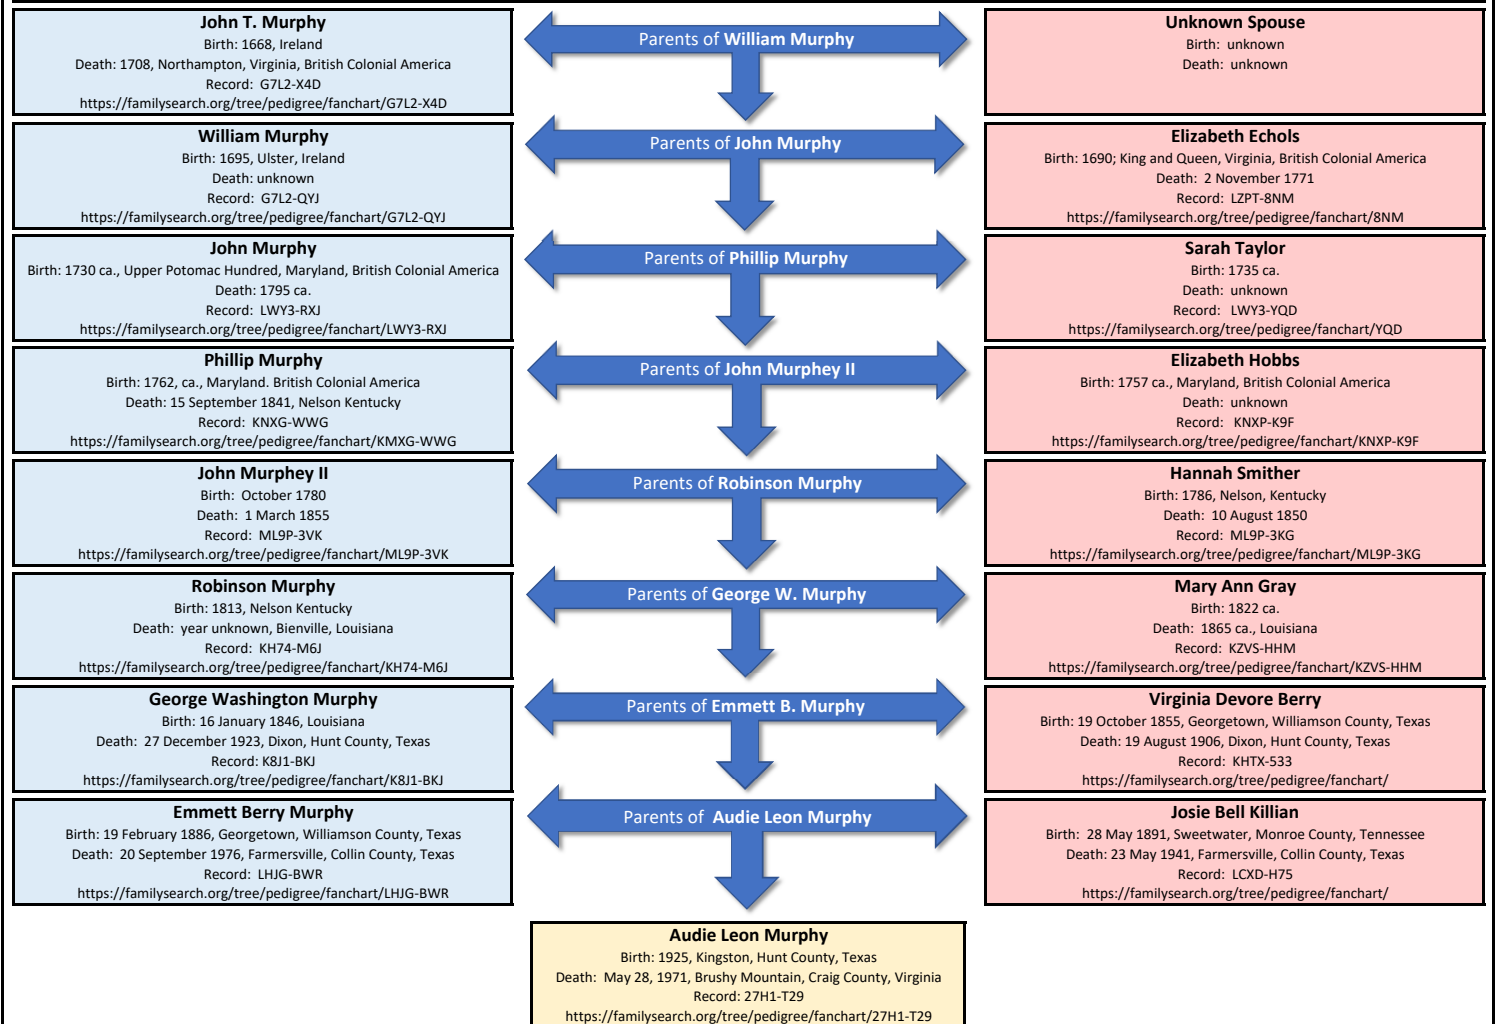 John T. Murphy
Birth: 1668, Ireland
Death: 1708, Northampton, Virginia, British Colonial America
Record: G7L2-X4D
https://familysearch.org/tree/pedigree/fanchart/G7L2-X4D
Parents of William Murphy
Unknown Spouse
Birth: unknown
Death: unknown
William Murphy
Birth: 1695, Ulster, Ireland
Death: unknown
Record: G7L2-QYJ
https://familysearch.org/tree/pedigree/fanchart/G7L2-QYJ
Parents of John Murphy
Elizabeth Echols
Birth: 1690; King and Queen, Virginia, British Colonial America
Death: 2 November 1771
Record: LZPT-8NM
https://familysearch.org/tree/pedigree/fanchart/8NM
John Murphy
Birth: 1730 ca., Upper Potomac Hundred, Maryland, British Colonial America
Death: 1795 ca.
Record: LWY3-RXJ
https://familysearch.org/tree/pedigree/fanchart/LWY3-RXJ
Parents of Phillip Murphy
Sarah Taylor
Birth: 1735 ca.
Death: unknown
Record: LWY3-YQD
https://familysearch.org/tree/pedigree/fanchart/YQD
Phillip Murphy
Birth: 1762, ca., Maryland. British Colonial America
Death: 15 September 1841, Nelson Kentucky
Record: KNXG-WWG
https://familysearch.org/tree/pedigree/fanchart/KMXG-WWG
Parents of John Murphey II
Elizabeth Hobbs
Birth: 1757 ca., Maryland, British Colonial America
Death: unknown
Record: KNXP-K9F
https://familysearch.org/tree/pedigree/fanchart/KNXP-K9F
John Murphey II
Birth: October 1780
Death: 1 March 1855
Record: ML9P-3VK
https://familysearch.org/tree/pedigree/fanchart/ML9P-3VK
Parents of Robinson Murphy
Hannah Smither
Birth: 1786, Nelson, Kentucky
Death: 10 August 1850
Record: ML9P-3KG
https://familysearch.org/tree/pedigree/fanchart/ML9P-3KG
Robinson Murphy
Birth: 1813, Nelson Kentucky
Death: year unknown, Bienville, Louisiana
Record: KH74-M6J
https://familysearch.org/tree/pedigree/fanchart/KH74-M6J
Parents of George W. Murphy
Mary Ann Gray
Birth: 1822 ca.
Death: 1865 ca., Louisiana
Record: KZVS-HHM
https://familysearch.org/tree/pedigree/fanchart/KZVS-HHM
George Washington Murphy
Birth: 16 January 1846, Louisiana
Death: 27 December 1923, Dixon, Hunt County, Texas
Record: K8J1-BKJ
https://familysearch.org/tree/pedigree/fanchart/K8J1-BKJ
Parents of Emmett B. Murphy
Virginia Devore Berry
Birth: 19 October 1855, Georgetown, Williamson County, Texas
Death: 19 August 1906, Dixon, Hunt County, Texas
Record: KHTX-533
https://familysearch.org/tree/pedigree/fanchart/
Emmett Berry Murphy
Birth: 19 February 1886, Georgetown, Williamson County, Texas
Death: 20 September 1976, Farmersville, Collin County, Texas
Record: LHJG-BWR
https://familysearch.org/tree/pedigree/fanchart/LHJG-BWR
Parents of Audie Leon Murphy
Josie Bell Killian
Birth: 28 May 1891, Sweetwater, Monroe County, Tennessee
Death: 23 May 1941, Farmersville, Collin County, Texas
Record: LCXD-H75
https://familysearch.org/tree/pedigree/fanchart/
Audie Leon Murphy
Birth: 1925, Kingston, Hunt County, Texas
Death: May 28, 1971, Brushy Mountain, Craig County, Virginia
Record: 27H1-T29
https://familysearch.org/tree/pedigree/fanchart/27H1-T29